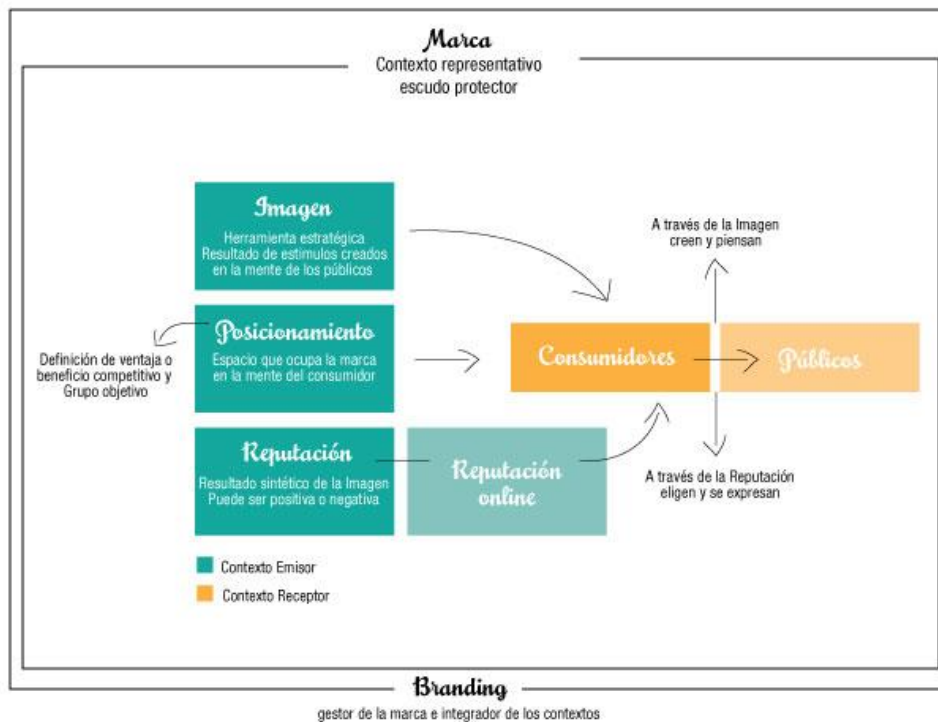 Marca
Contexto representativo
escudo protector
Imagen
Herramienta estratégica
Resultado de estímulos creados
en la mente de los públicos
A través de la Imagen
creen y piensan
Posicionamiento
Espacio que ocupa la marca
en la mente del consumidor
Definición de ventaja o
beneficio competitivo y
Grupo objetivo
Consumidores
Públicos
Reputación
Resultado sintético de la Imagen
Puede ser positiva o negativa
Reputación
online
A través de la Reputación
eligen y se expresan
Contexto Emisor
Contexto Receptor
Branding
gestor de la marca e integrador de los contextos